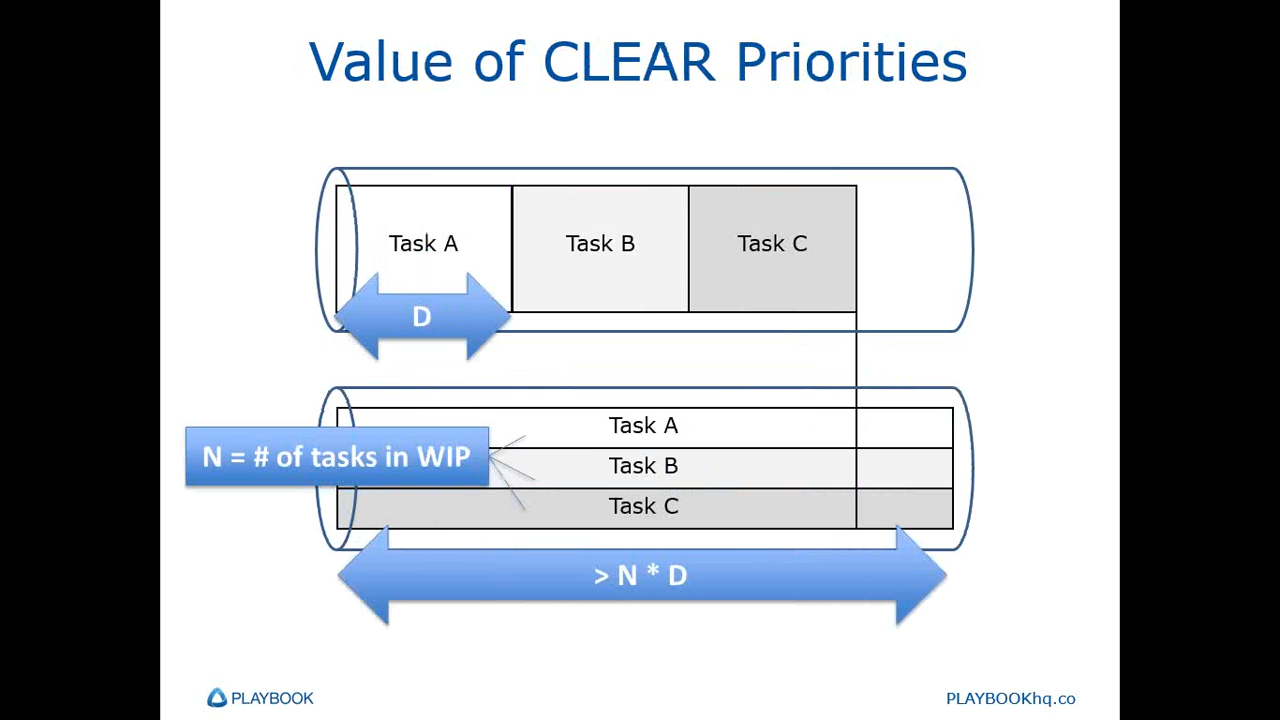 Value of CLEAR Priorities
Task A
Task B
Task C
D
Task A
N = # of tasks in WIP
Task B
Task C
> N * D
PLAYBOOK
PLAYBOOKhq.co